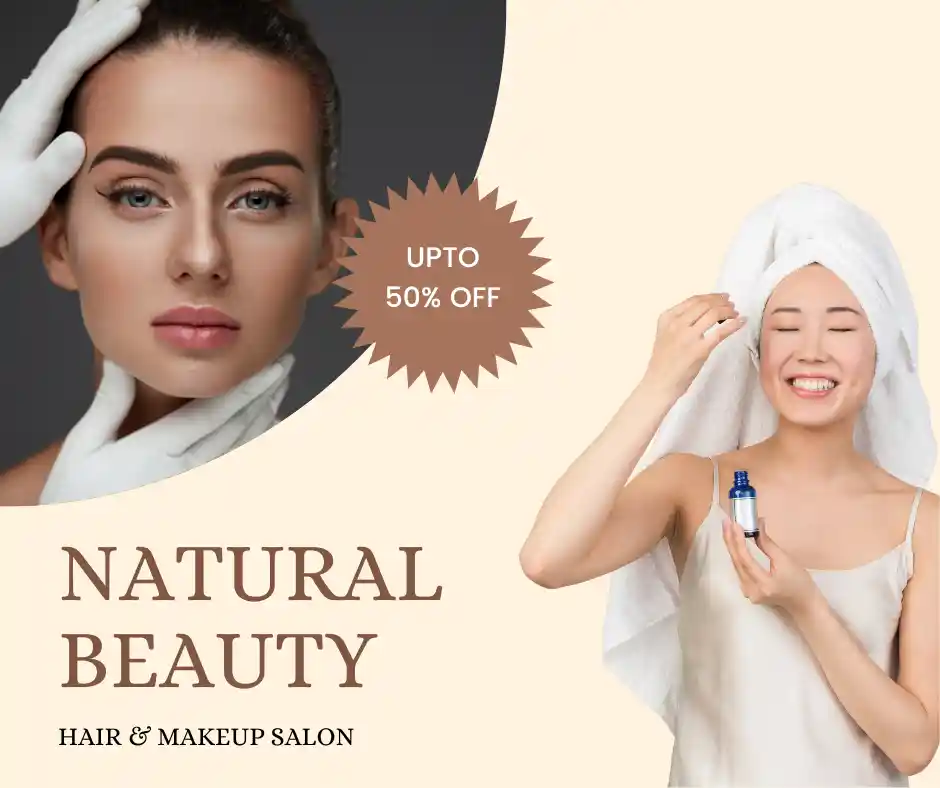 UPTO
50% OFF
NATURAL
BEAUTY
HAIR & MAKEUP SALON